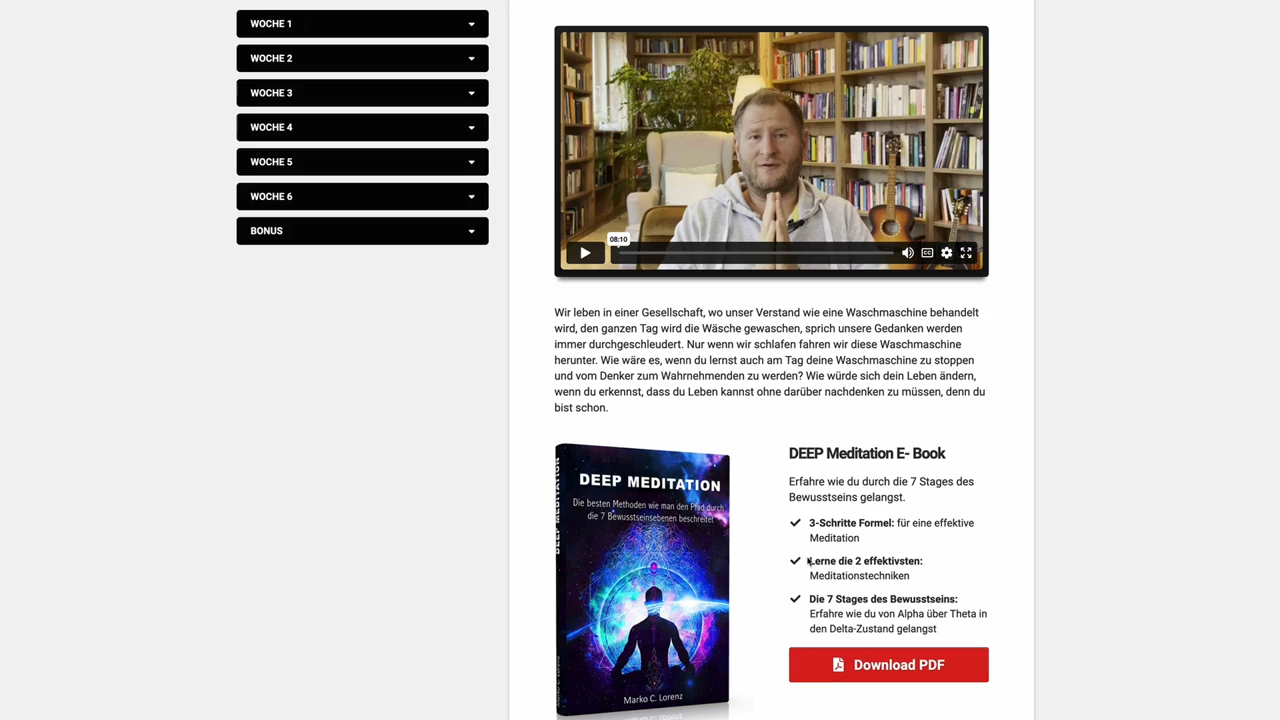 WOCHE 1
WOCHE 2
WOCHE 3
WOCHE 4
WOCHE 5
WOCHE 6
BONUS
08:10
CC
Wir leben in einer Gesellschaft, wo unser Verstand wie eine Waschmaschine behandelt
wird, den ganzen Tag wird die Wäsche gewaschen, sprich unsere Gedanken werden
immer durchgeschleudert. Nur wenn wir schlafen fahren wir diese Waschmaschine
herunter. Wie wäre es, wenn du lernst auch am Tag deine Waschmaschine zu stoppen
und vom Denker zum Wahrnehmenden zu werden? Wie würde sich dein Leben ändern,
wenn du erkennst, dass du Leben kannst ohne darüber nachdenken zu müssen, denn du
bist schon.
DEEP MEDITATION
DEEP MEDITATION
Die besten Methoden wie man den Pfad durch
die 7 Bewusstseinsebenen beschreitet
Marko C. Lorenz
Marko C. Lorenz
DEEP Meditation E- Book
Erfahre wie du durch die 7 Stages des
Bewusstseins gelangst.
3-Schritte Formel: für eine effektive
Meditation
Lerne die 2 effektivsten:
Meditationstechniken
Die 7 Stages des Bewusstseins:
Erfahre wie du von Alpha über Theta in
den Delta-Zustand gelangst
Download PDF